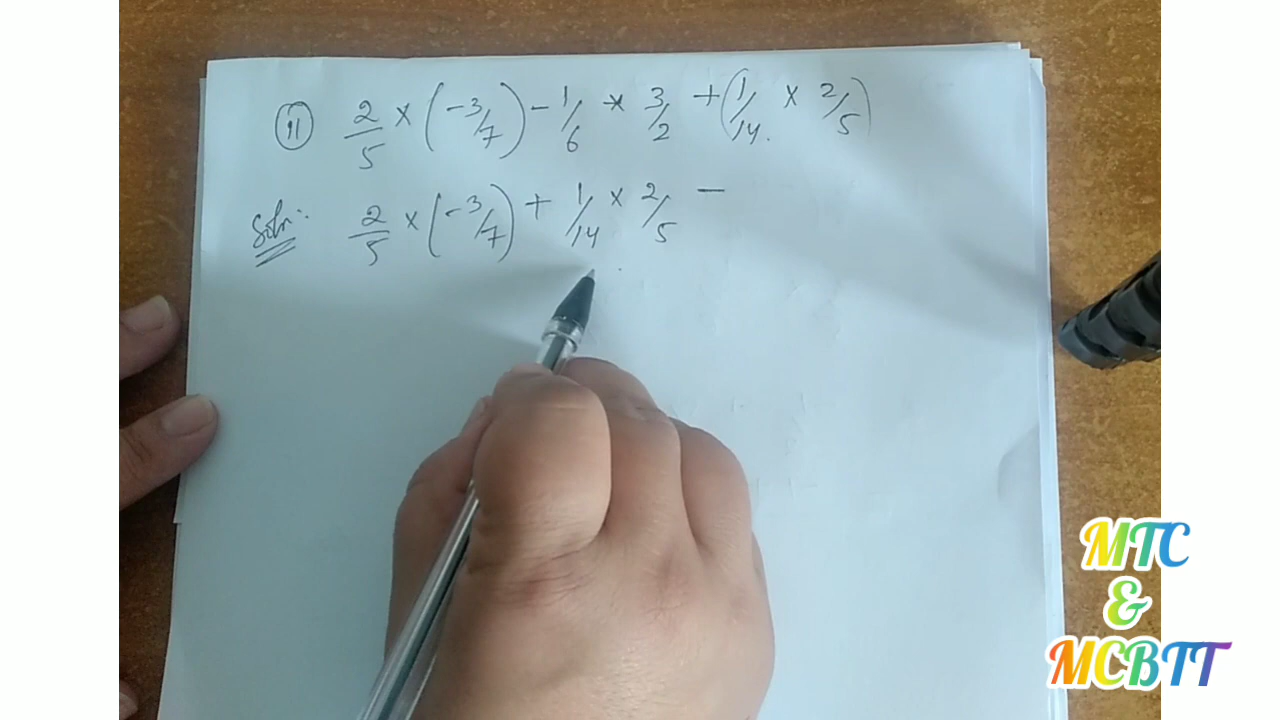 11 2/5 × (-3/7) - 1/6 × 3/2 + (1/14 × 2/5)
Soln:- 2/5 × (-3/7) + 1/14 × 2/5 -
MTC
&
MCBTT